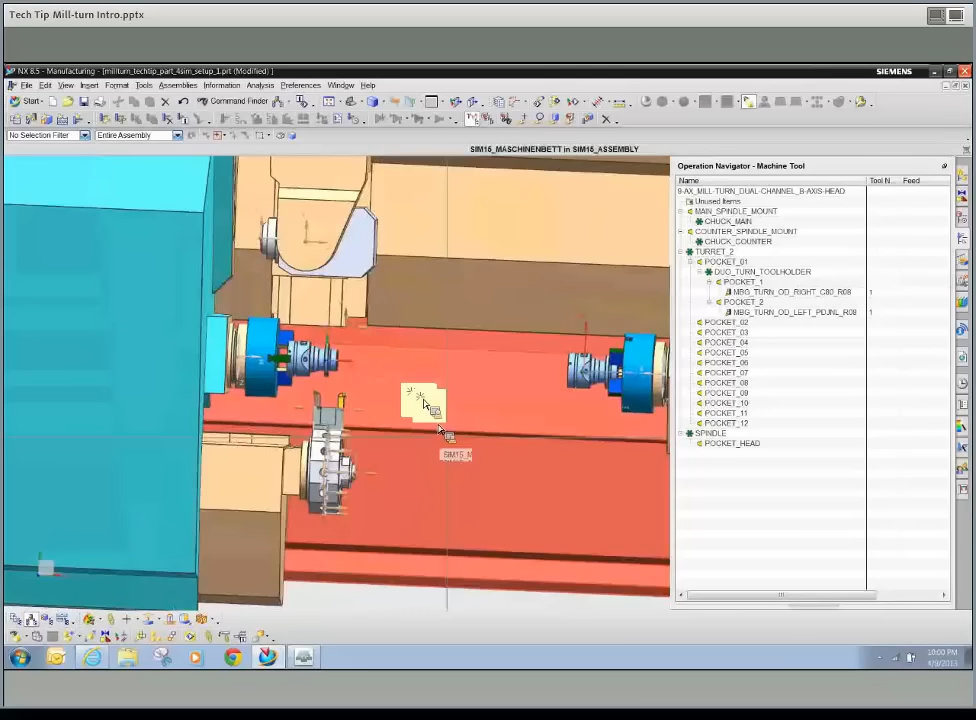 Tech Tip Mill-turn Intro.pptx
NX 8.5 - Manufacturing - [millturn_techtip_part_4sim_setup_1.prt (Modified) ]
SIEMENS
File Edit View Insert Format Tools Assemblies Information Analysis Preferences Window Help
Start Command Finder
No Selection Filter Entire Assembly
SIM15_MASCHINENBETT in SIM15_ASSEMBLY
Operation Navigator - Machine Tool
Name Tool N... Feed
9-AX_MILL-TURN_DUAL-CHANNEL_B-AXIS-HEAD
Unused Items
MAIN_SPINDLE_MOUNT
CHUCK_MAIN
COUNTER_SPINDLE_MOUNT
CHUCK_COUNTER
TURRET_2
POCKET_01
DUO_TURN_TOOLHOLDER
POCKET_1
MBG_TURN_OD_RIGHT_C80_R08 1
POCKET_2
MBG_TURN_OD_LEFT_PDJNL_R08 1
POCKET_02
POCKET_03
POCKET_04
POCKET_05
POCKET_06
POCKET_07
POCKET_08
POCKET_09
POCKET_10
POCKET_11
POCKET_12
SPINDLE
POCKET_HEAD
SIM15_M
10:00 PM
4/9/2013